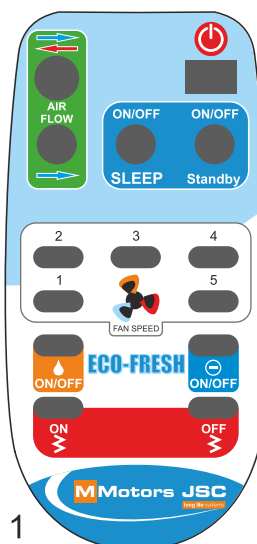 AIR
FLOW
ON/OFF ON/OFF
SLEEP Standby
2 3 4
1 5
FAN SPEED
ECO-FRESH
ON/OFF ON/OFF
ON OFF
MMotors JSC
long life systems
1